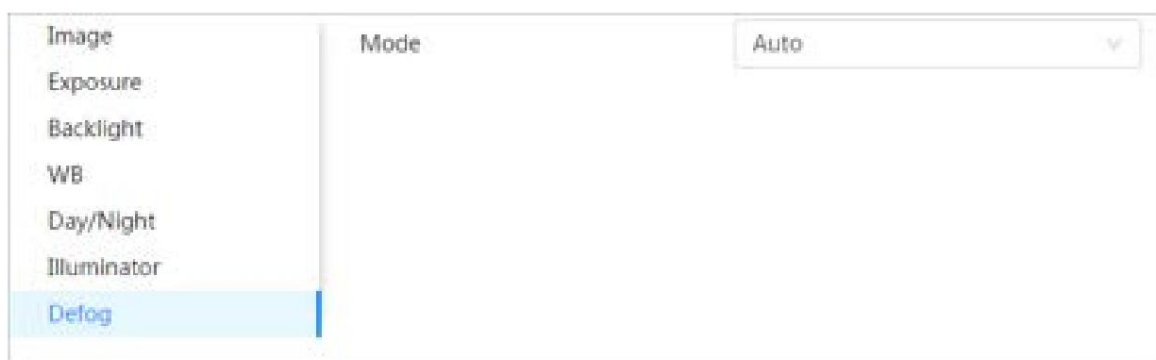 Image
Exposure
Backlight
WB
Day/Night
Illuminator
Defog
Mode
Auto